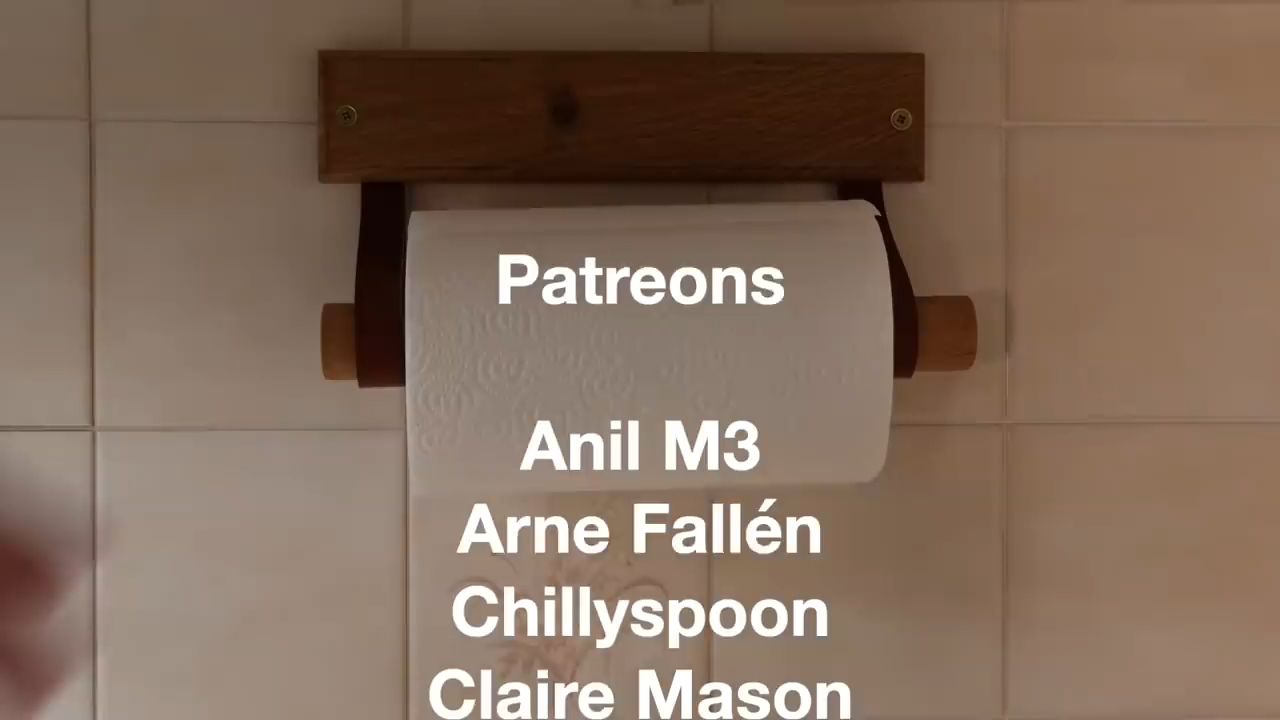 Patreons
Anil M3
Arne Fallén
Chillyspoon
Claire Mason